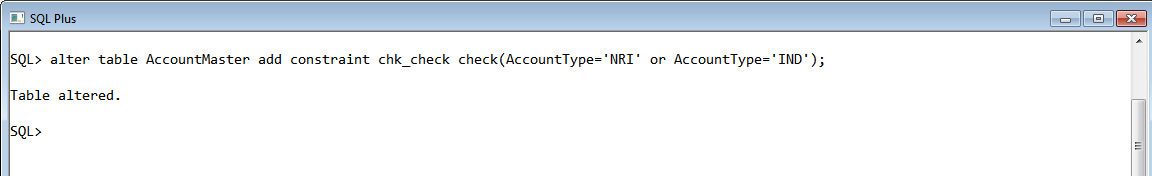 SQL Plus
SQL> alter table AccountMaster add constraint chk_check check(AccountType='NRI' or AccountType='IND');
Table altered.
SQL>